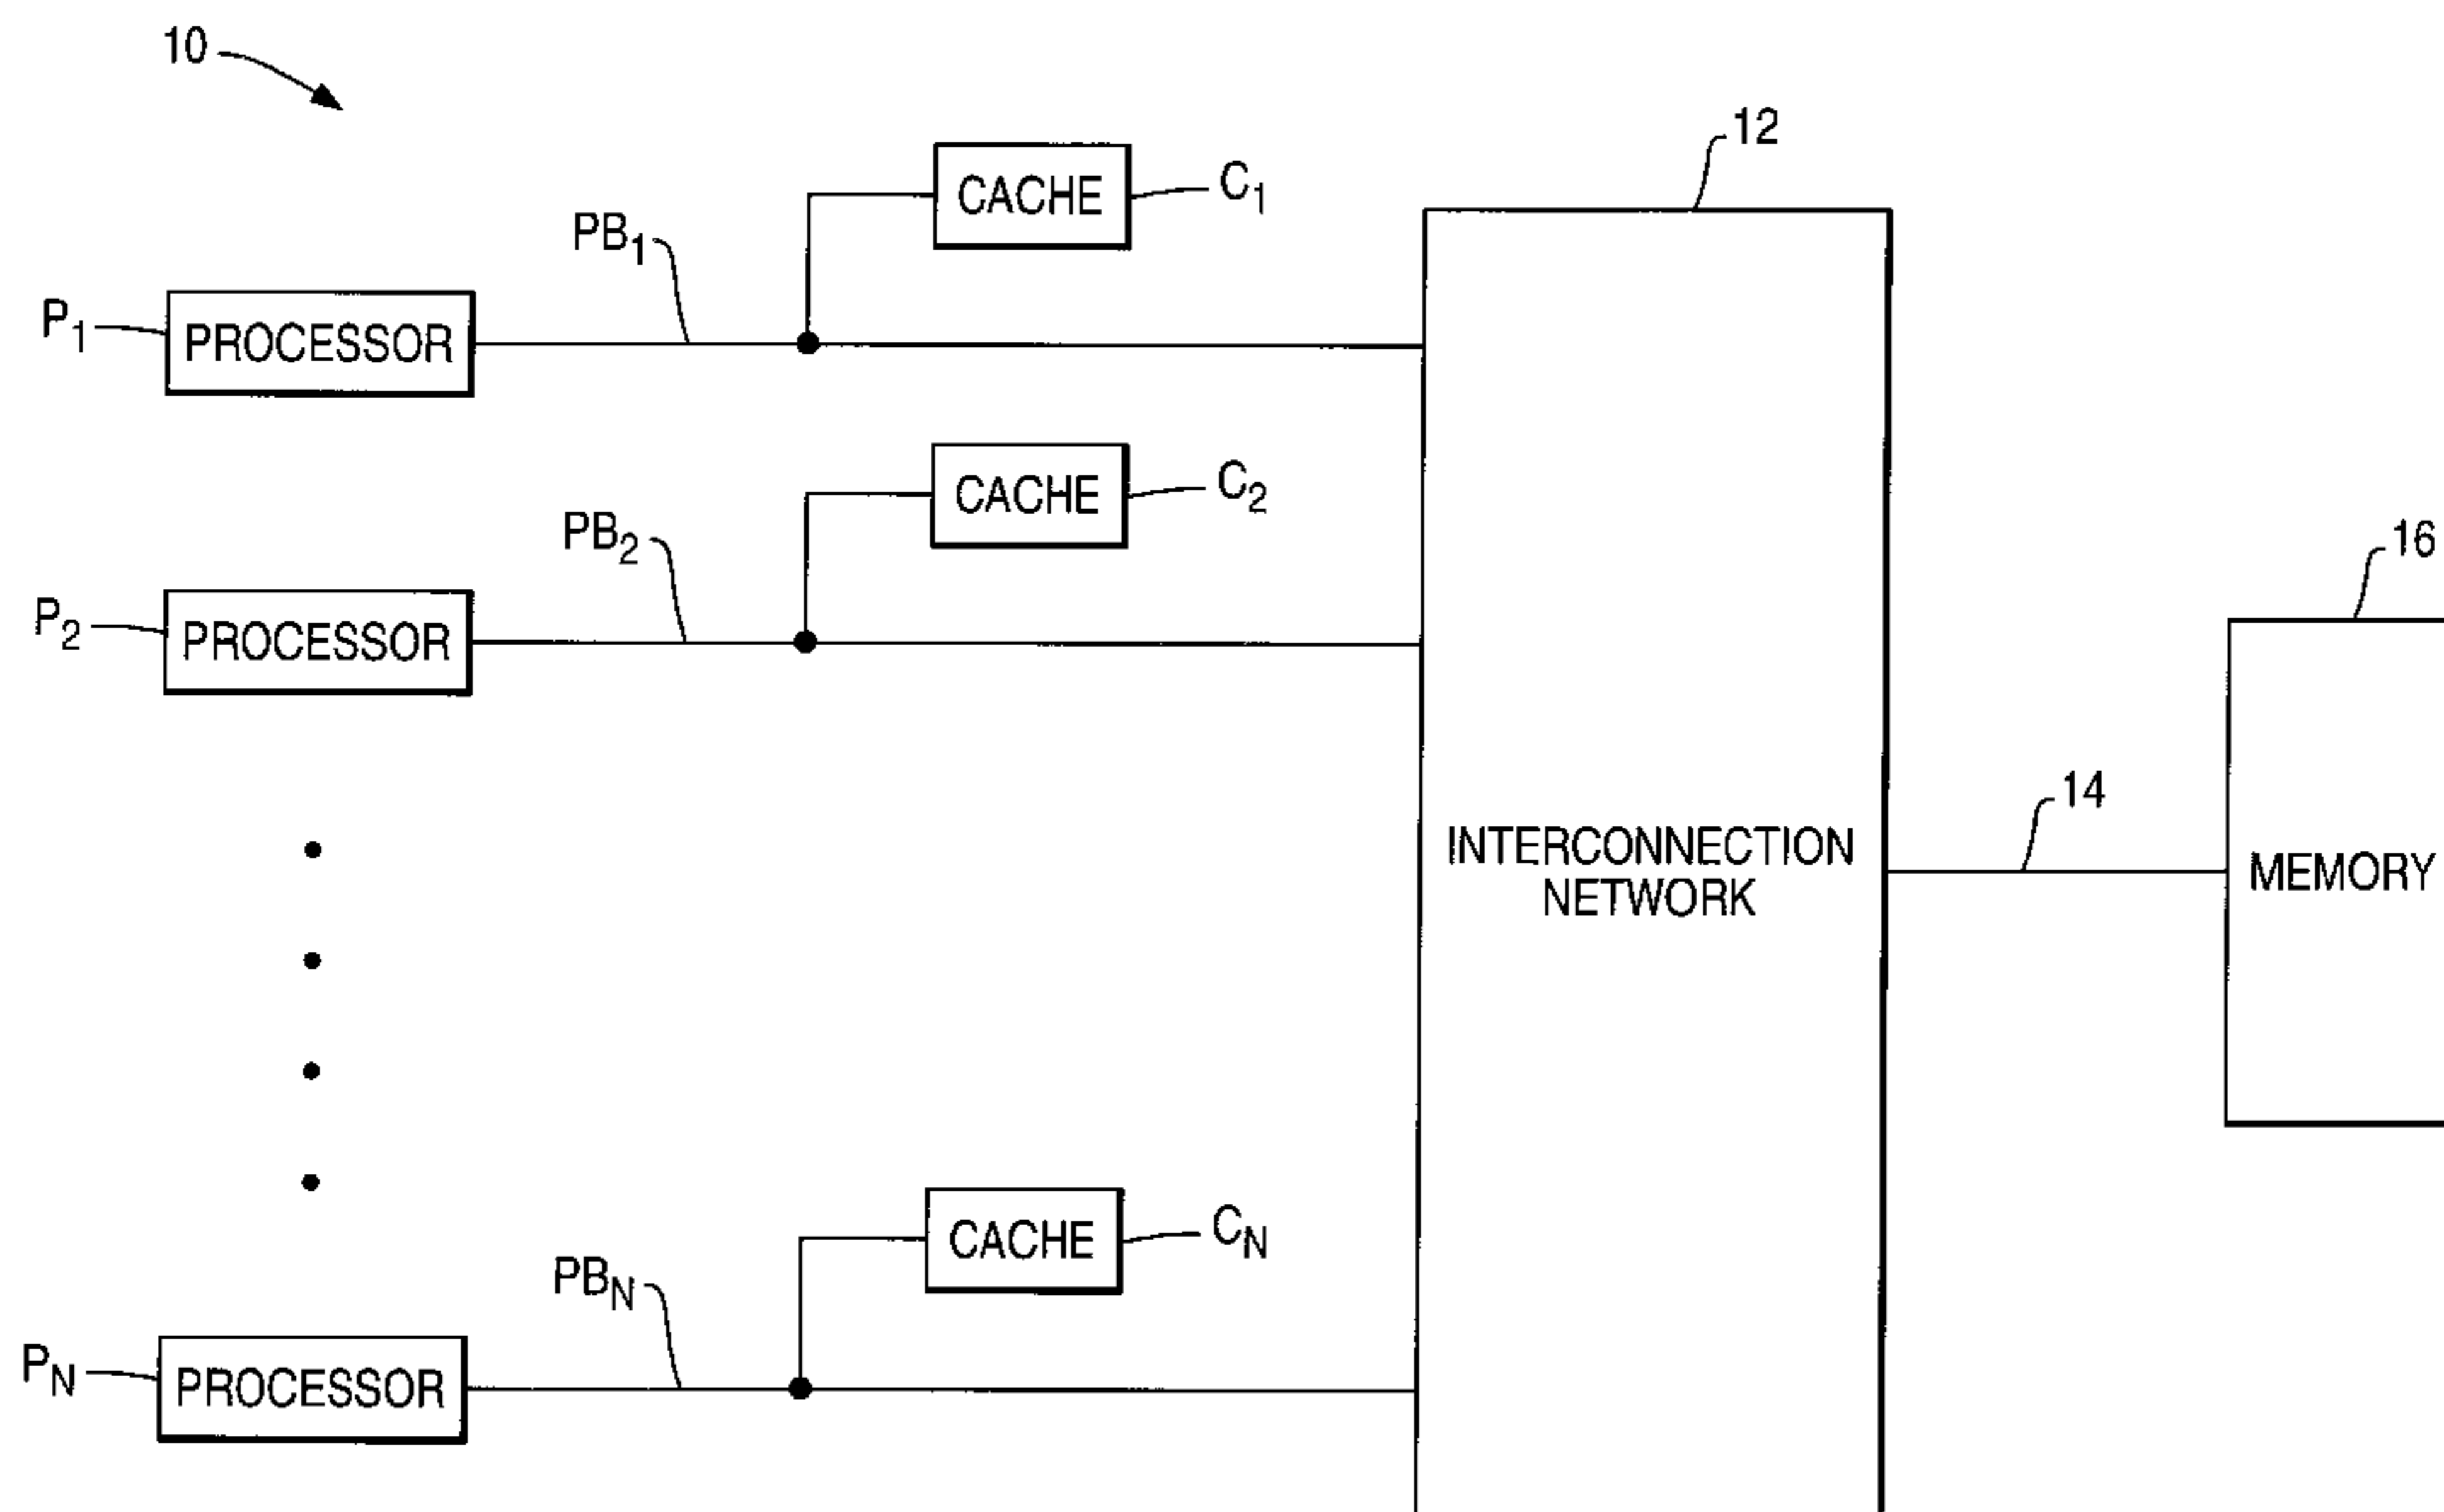 10
12
CACHE
C1
PB1
P1
PROCESSOR
CACHE
C2
PB2
16
P2
PROCESSOR
14
INTERCONNECTION
NETWORK
MEMORY
CACHE
CN
PBN
PN
PROCESSOR